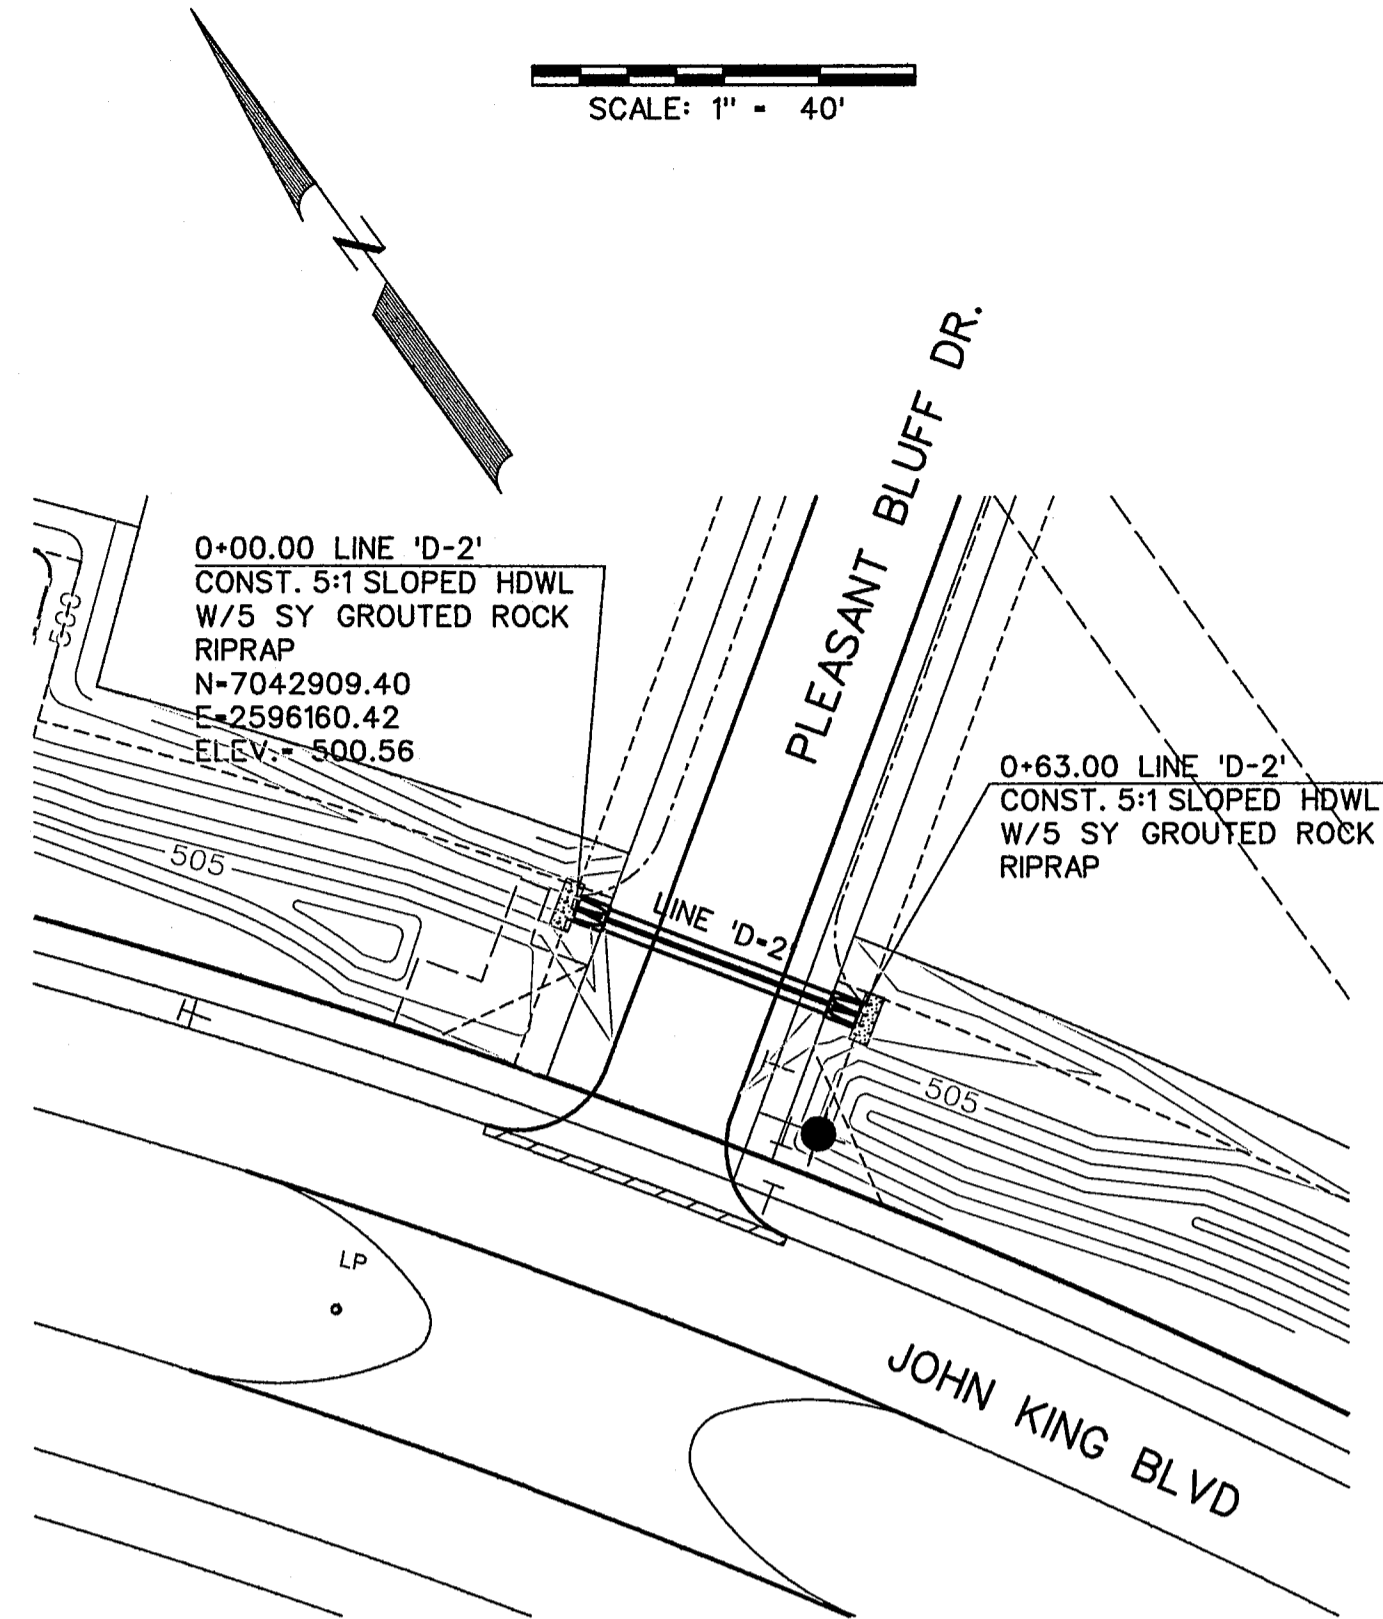 SCALE: 1" = 40'
N
PLEASANT BLUFF DR.
0+00.00 LINE 'D-2'
CONST. 5:1 SLOPED HDWL
W/5 SY GROUTED ROCK
RIPRAP
N=7042909.40
E=2596160.42
ELEV.= 500.56
500
0+63.00 LINE 'D-2'
CONST. 5:1 SLOPED HDWL
W/5 SY GROUTED ROCK
RIPRAP
505
LINE 'D-2'
505
LP
JOHN KING BLVD